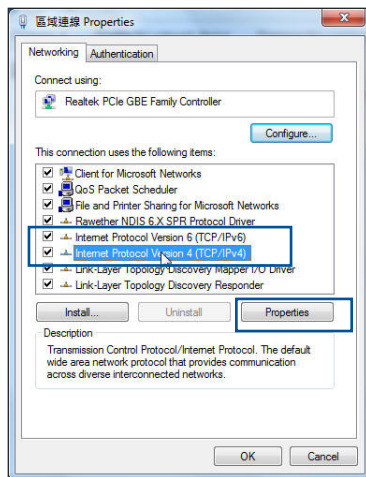 區域連線 Properties
Networking
Authentication
Connect using:
Realtek PCIe GBE Family Controller
Configure...
This connection uses the following items:
Client for Microsoft Networks
QoS Packet Scheduler
File and Printer Sharing for Microsoft Networks
Rawether NDIS 6.X SPR Protocol Driver
Internet Protocol Version 6 (TCP/IPv6)
Internet Protocol Version 4 (TCP/IPv4)
Link-Layer Topology Discovery Mapper I/O Driver
Link-Layer Topology Discovery Responder
Install...
Uninstall
Properties
Description
Transmission Control Protocol/Internet Protocol. The default
wide area network protocol that provides communication
across diverse interconnected networks.
OK
Cancel